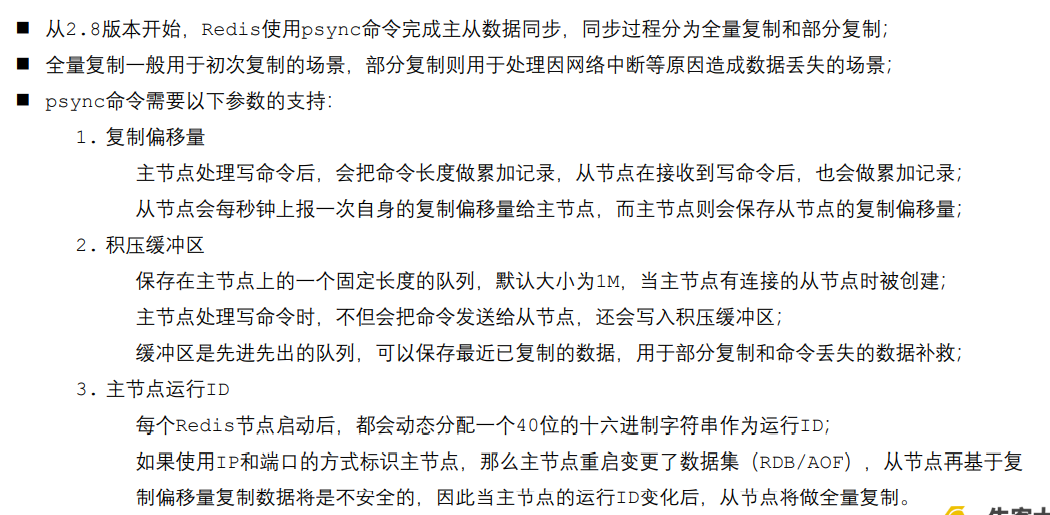 ■ 从2.8版本开始，Redis使用psync命令完成主从数据同步，同步过程分为全量复制和部分复制；
■ 全量复制一般用于初次复制的场景，部分复制则用于处理因网络中断等原因造成数据丢失的场景；
■ psync命令需要以下参数的支持：
1. 复制偏移量
主节点处理写命令后，会把命令长度做累加记录，从节点在接收到写命令后，也会做累加记录；
从节点会每秒钟上报一次自身的复制偏移量给主节点，而主节点则会保存从节点的复制偏移量；
2. 积压缓冲区
保存在主节点上的一个固定长度的队列，默认大小为1M，当主节点有连接的从节点时被创建；
主节点处理写命令时，不但会把命令发送给从节点，还会写入积压缓冲区；
缓冲区是先进先出的队列，可以保存最近已复制的数据，用于部分复制和命令丢失的数据补救；
3. 主节点运行ID
每个Redis节点启动后，都会动态分配一个40位的十六进制字符串作为运行ID；
如果使用IP和端口的方式标识主节点，那么主节点重启变更了数据集（RDB/AOF），从节点再基于复
制偏移量复制数据将是不安全的，因此当主节点的运行ID变化后，从节点将做全量复制。